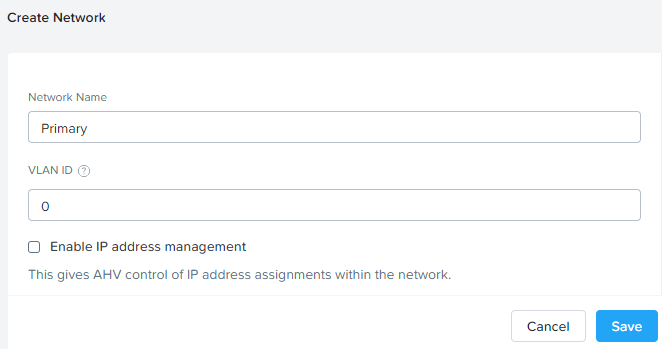 Create Network
Network Name
Primary
VLAN ID ?
0
Enable IP address management
This gives AHV control of IP address assignments within the network.
Cancel Save